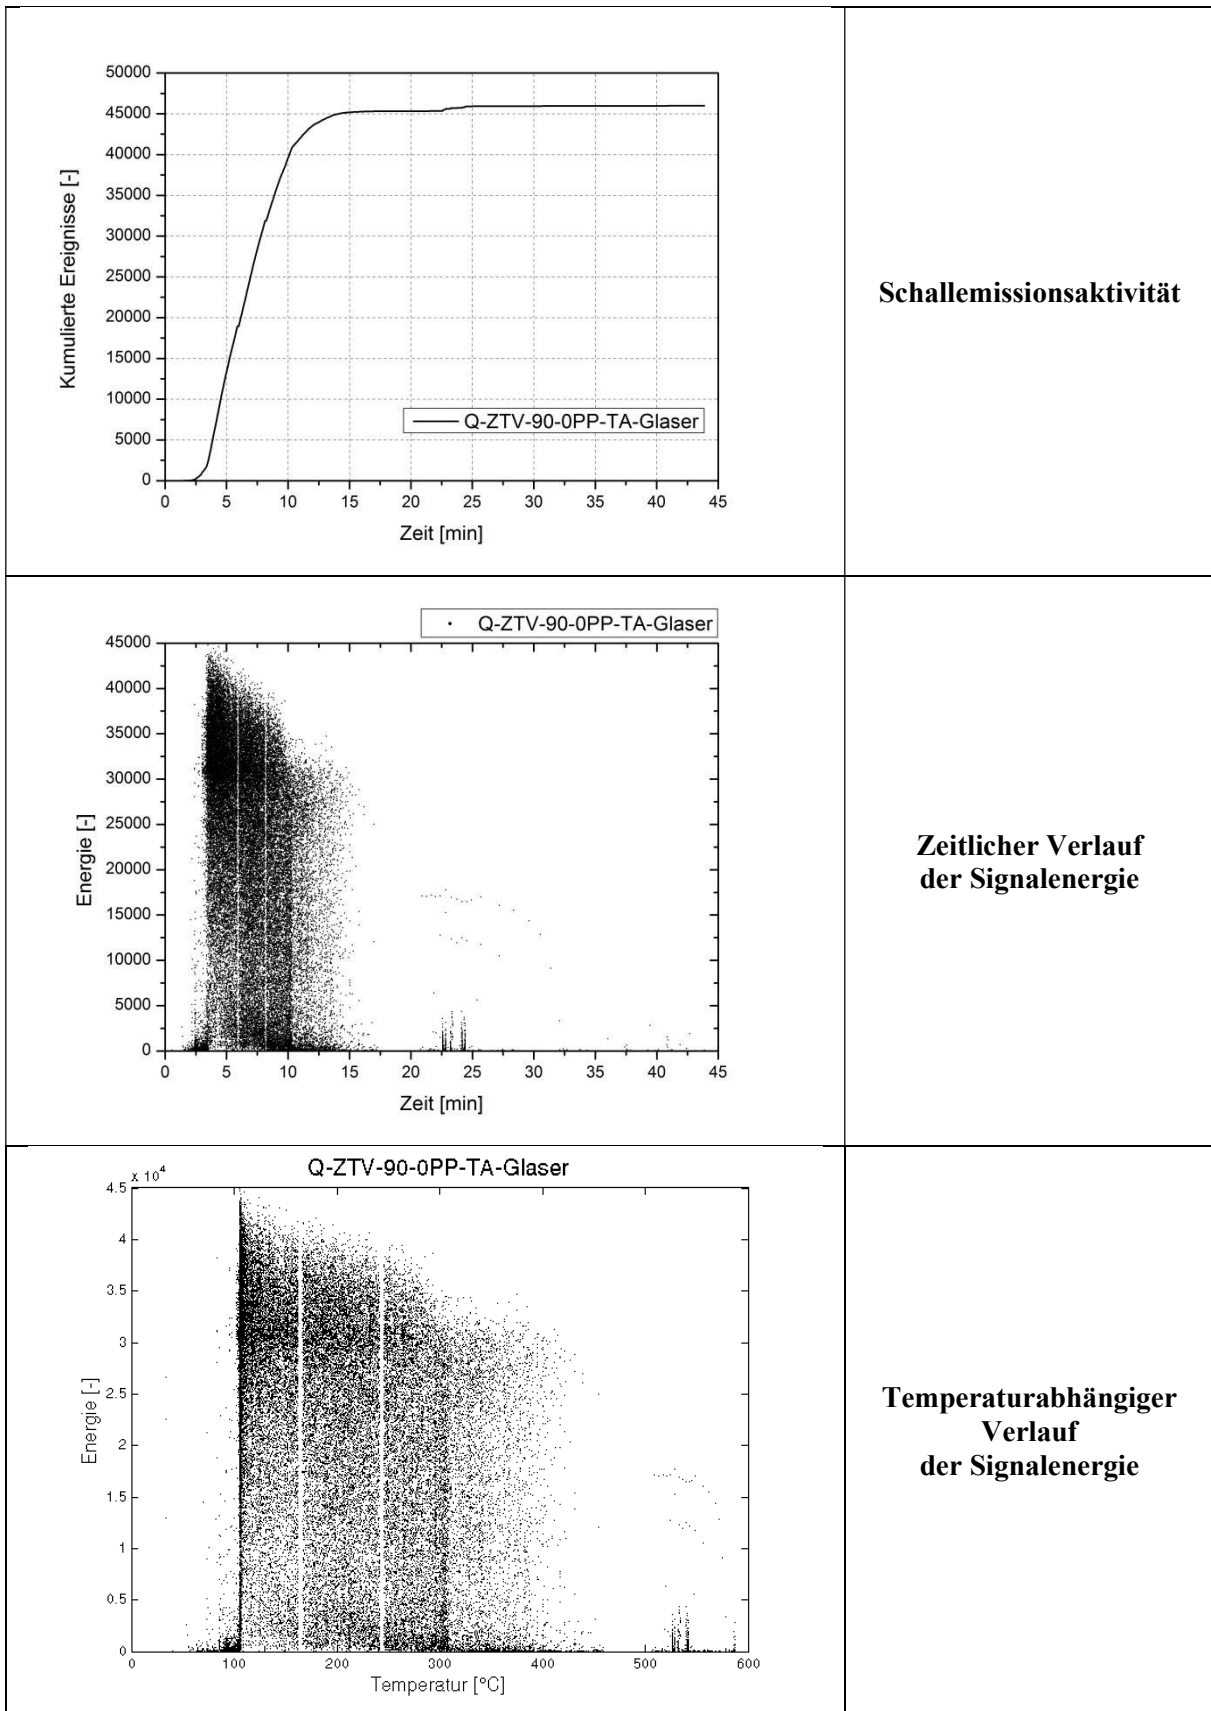 50000
45000
40000
35000
30000
25000
20000
15000
10000
5000
0
Kumulierte Ereignisse [-]
Q-ZTV-90-0PP-TA-Glaser
0 5 10 15 20 25 30 35 40 45
Zeit [min]
Schallemissionsaktivität
Q-ZTV-90-0PP-TA-Glaser
45000
40000
35000
30000
25000
20000
15000
10000
5000
0
Energie [-]
0 5 10 15 20 25 30 35 40 45
Zeit [min]
Zeitlicher Verlauf
der Signalenergie
Q-ZTV-90-0PP-TA-Glaser
x 10⁴
4.5
4
3.5
3
2.5
2
1.5
1
0.5
0
Energie [-]
0 100 200 300 400 500 600
Temperatur [°C]
Temperaturabhängiger
Verlauf
der Signalenergie